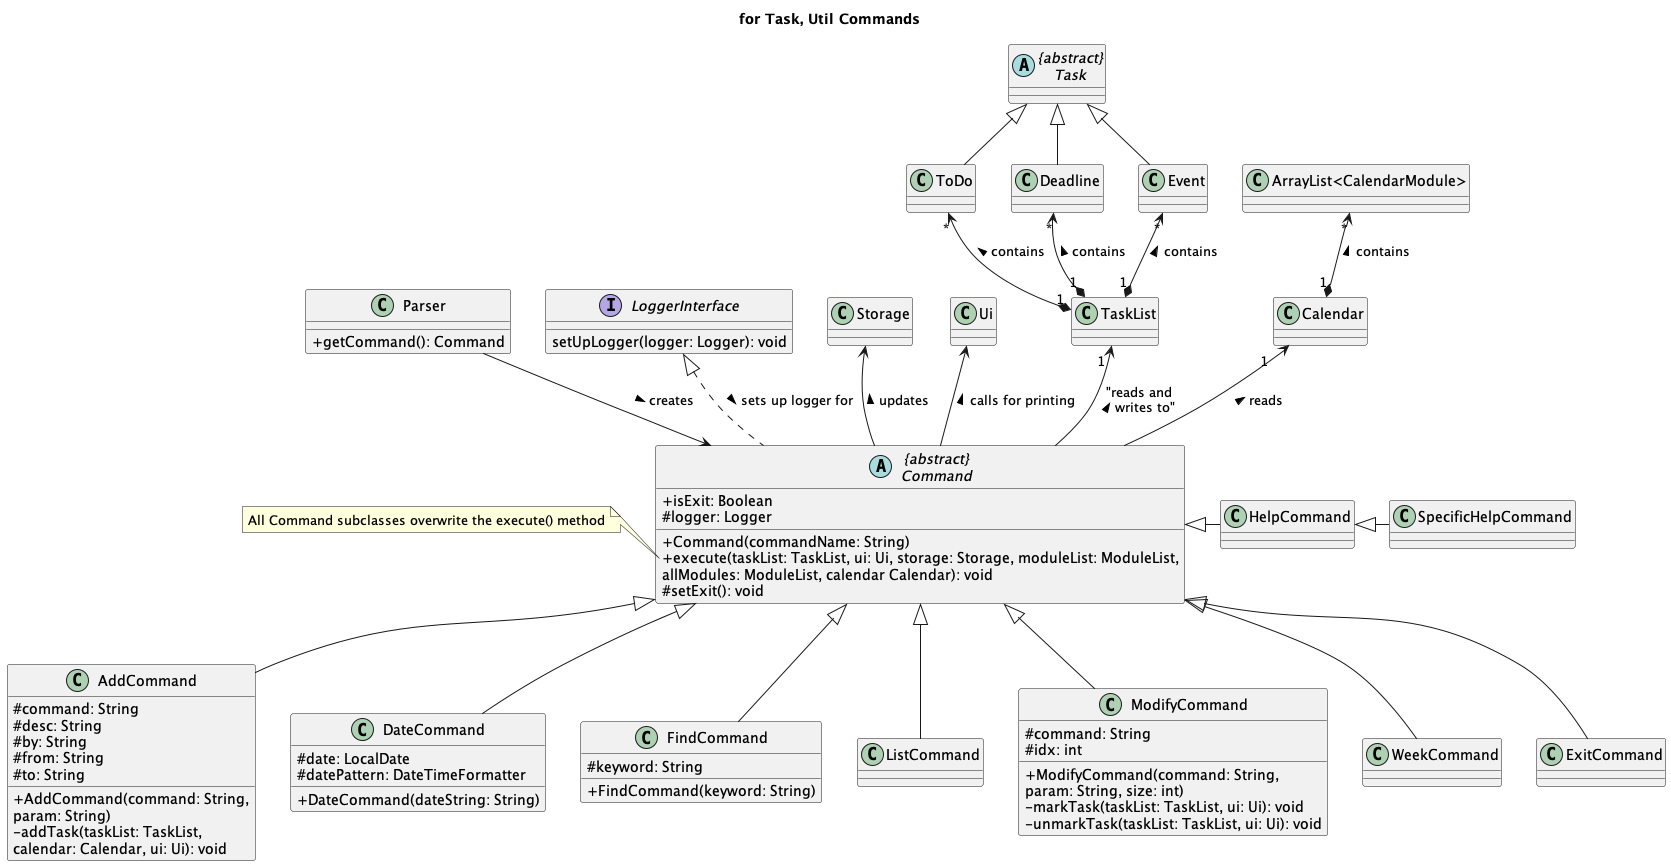 for Task, Util Commands
A
{abstract}
Task
C ToDo
C Deadline
C Event
C ArrayList<CalendarModule>
*
*
*
*
contains
contains
contains
contains
1
1
1
1
C Parser
+getCommand(): Command
I LoggerInterface
setUpLogger(logger: Logger): void
C Storage
C Ui
C TaskList
C Calendar
1
1
creates
sets up logger for
updates
calls for printing
"reads and
writes to"
reads
A
{abstract}
Command
+isExit: Boolean
#logger: Logger
+Command(commandName: String)
+execute(taskList: TaskList, ui: Ui, storage: Storage, moduleList: ModuleList,
allModules: ModuleList, calendar Calendar): void
#setExit(): void
All Command subclasses overwrite the execute() method
C HelpCommand
C SpecificHelpCommand
C AddCommand
#command: String
#desc: String
#by: String
#from: String
#to: String
+AddCommand(command: String,
param: String)
-addTask(taskList: TaskList,
calendar: Calendar, ui: Ui): void
C DateCommand
#date: LocalDate
#datePattern: DateTimeFormatter
+DateCommand(dateString: String)
C FindCommand
#keyword: String
+FindCommand(keyword: String)
C ListCommand
C ModifyCommand
#command: String
#idx: int
+ModifyCommand(command: String,
param: String, size: int)
-markTask(taskList: TaskList, ui: Ui): void
-unmarkTask(taskList: TaskList, ui: Ui): void
C WeekCommand
C ExitCommand